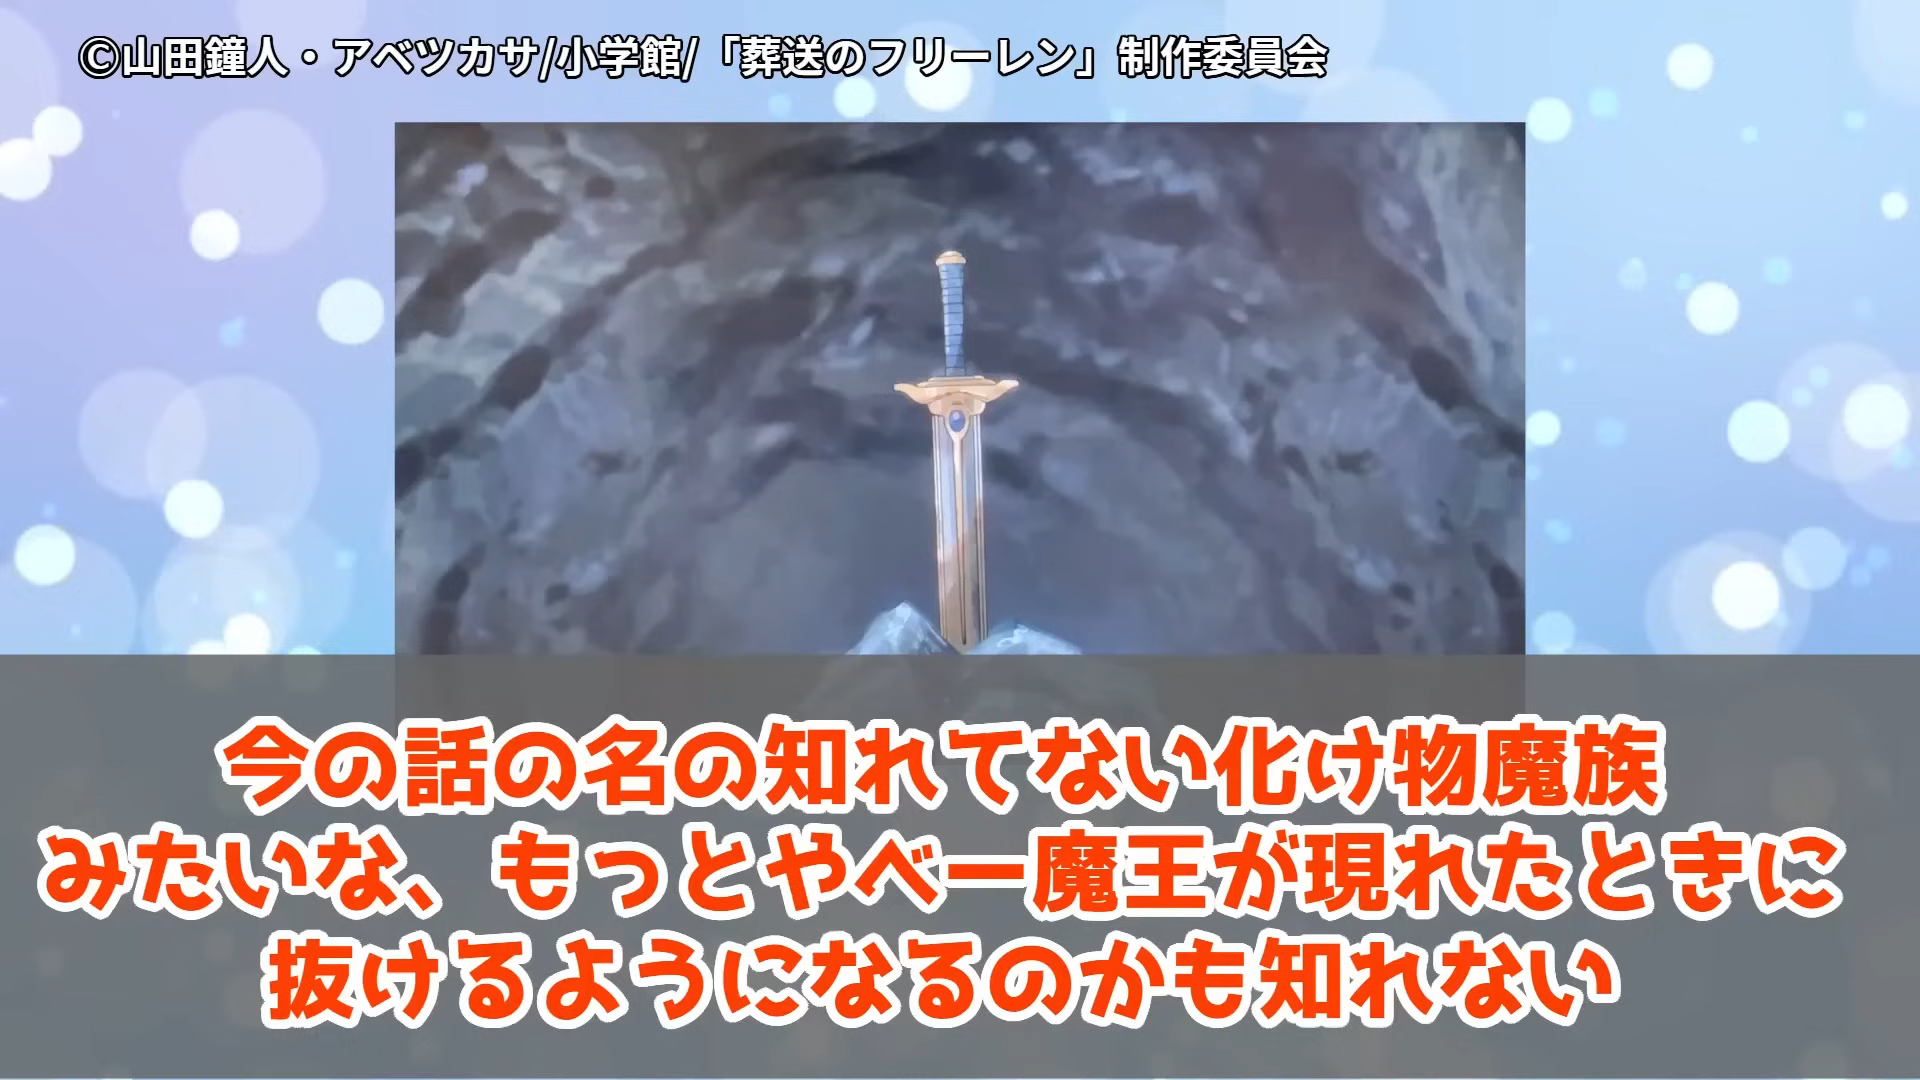 ©山田鐘人・アベツカサ/小学館/「葬送のフリーレン」制作委員会
今の話の名の知れてない化け物魔族
みたいな、もっとやべー魔王が現れたときに
抜けるようになるのかも知れない